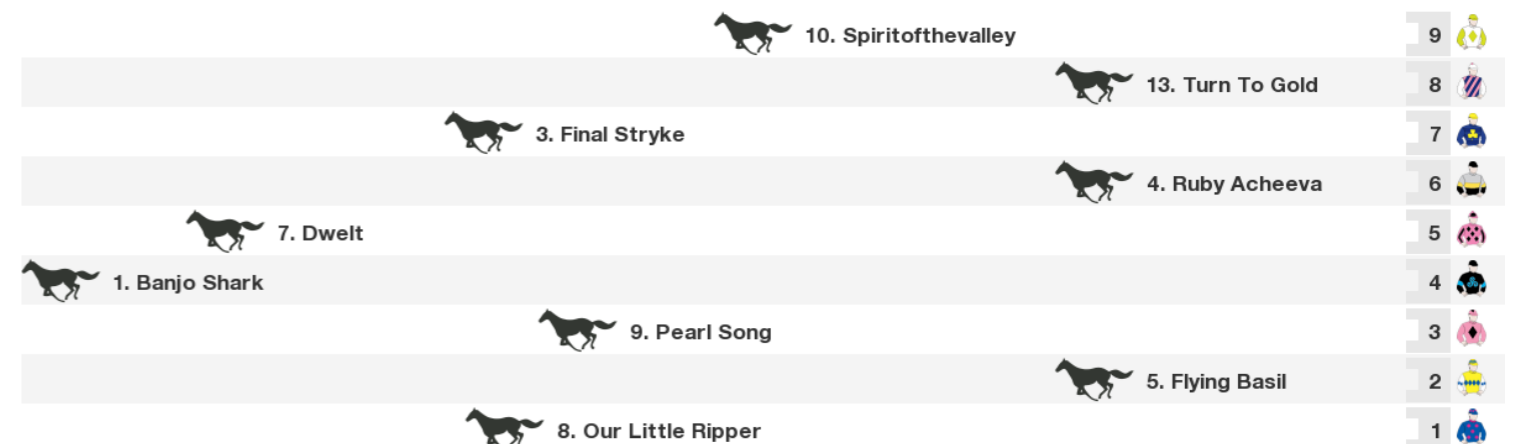 10. Spiritofthevalley 9
13. Turn To Gold 8
3. Final Stryke 7
4. Ruby Acheeva 6
7. Dwelt 5
1. Banjo Shark 4
9. Pearl Song 3
5. Flying Basil 2
8. Our Little Ripper 1